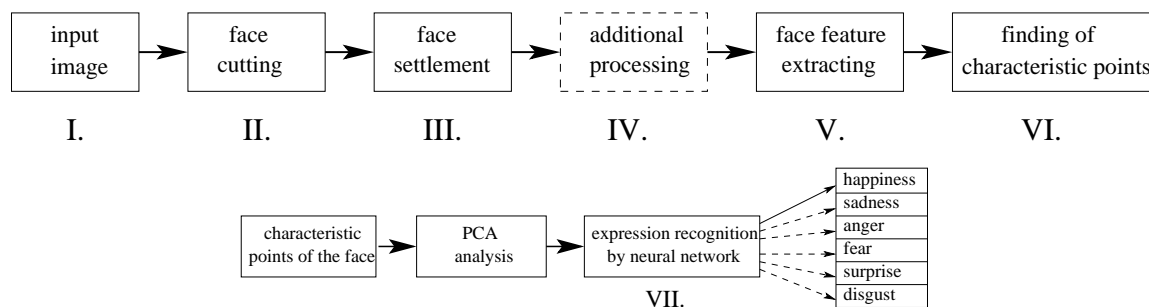 input image
face cutting
face settlement
additional processing
face feature extracting
finding of characteristic points
I.
II.
III.
IV.
V.
VI.
characteristic points of the face
PCA analysis
expression recognition by neural network
happiness
sadness
anger
fear
surprise
disgust
VII.